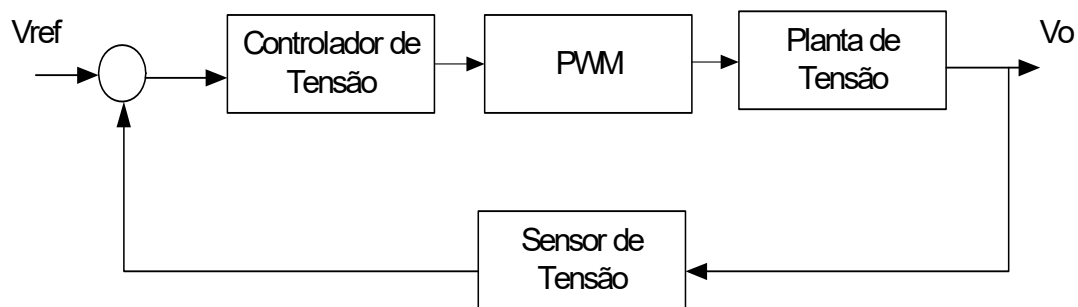 Vref
Controlador de
Tensão
PWM
Planta de
Tensão
Vo
Sensor de
Tensão